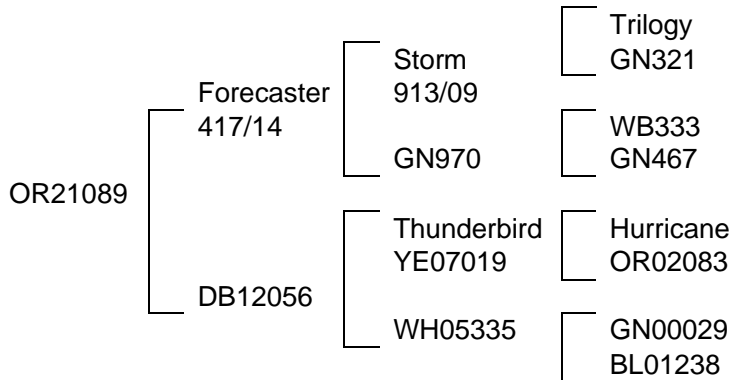 OR21089
Forecaster
417/14
DB12056
Storm
913/09
GN970
Thunderbird
YE07019
WH05335
Trilogy
GN321
WB333
GN467
Hurricane
OR02083
GN00029
BL01238